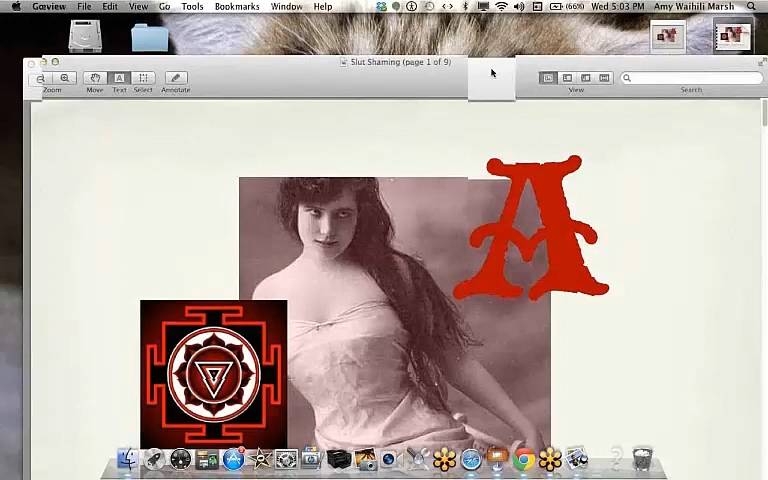 Gœview File Edit View Go Tools Bookmarks Window Help (66%) Wed 5:03 PM Amy Waihili Marsh
Slut Shaming (page 1 of 9)
Zoom Move Text Select Annotate View Search
A